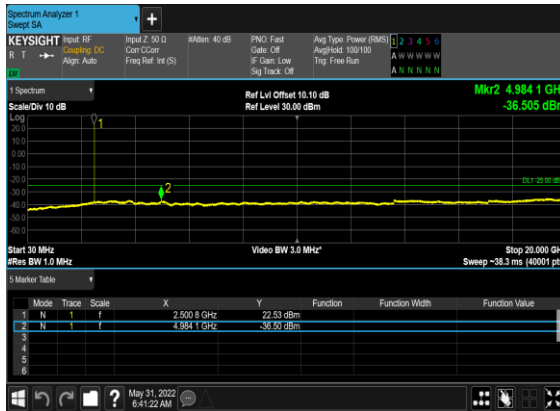 Spectrum Analyzer 1
Swept SA
+
KEYSIGHT
R T
Input: RF
Coupling: DC
Align: Auto
Input Z: 50 Ω
Corr CCorr
Freq Ref: Int (S)
#Atten: 40 dB
PNO: Fast
Gate: Off
IF Gain: Low
Sig Track: Off
Avg Type: Power (RMS)
Avg|Hold: 100/100
Trig: Free Run
1 2 3 4 5 6
A W W W W W
A N N N N N
1 Spectrum
Scale/Div 10 dB
Ref Lvl Offset 10.10 dB
Ref Level 30.00 dBm
Mkr2 4.984 1 GH
-36.505 dB
Log
20.0
10.0
0.00
-10.0
-20.0
-30.0
-40.0
-50.0
-60.0
1
2
DL1 -25.00 dB
Start 30 MHz
#Res BW 1.0 MHz
Video BW 3.0 MHz*
Stop 20.000 GH
Sweep ~38.3 ms (40001 pt
5 Marker Table
Mode Trace Scale X Y Function Function Width Function Value
1 N 1 f 2.500 8 GHz 22.53 dBm
2 N 1 f 4.984 1 GHz -36.50 dBm
3
4
5
6
?
May 31, 2022
6:41:22 AM